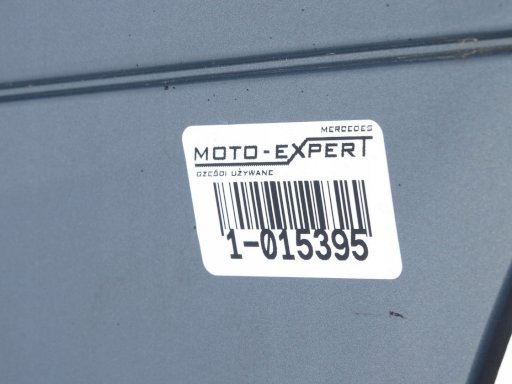 MERCEDES
MOTO-EXPERT
CZĘŚCI UŻYWANE
1-015395